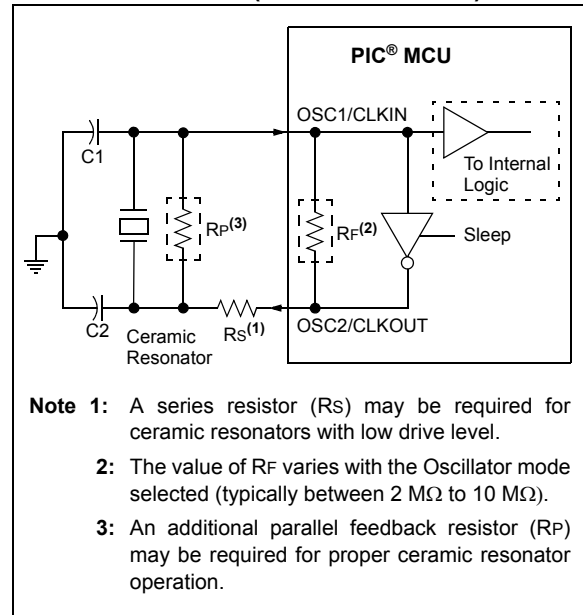 PIC® MCU
OSC1/CLKIN
C1
To Internal
Logic
RP(3)
RF(2)
Sleep
C2
Ceramic
Resonator
RS(1)
OSC2/CLKOUT
Note 1: A series resistor (RS) may be required for
ceramic resonators with low drive level.
2: The value of RF varies with the Oscillator mode
selected (typically between 2 MΩ to 10 MΩ).
3: An additional parallel feedback resistor (RP)
may be required for proper ceramic resonator
operation.